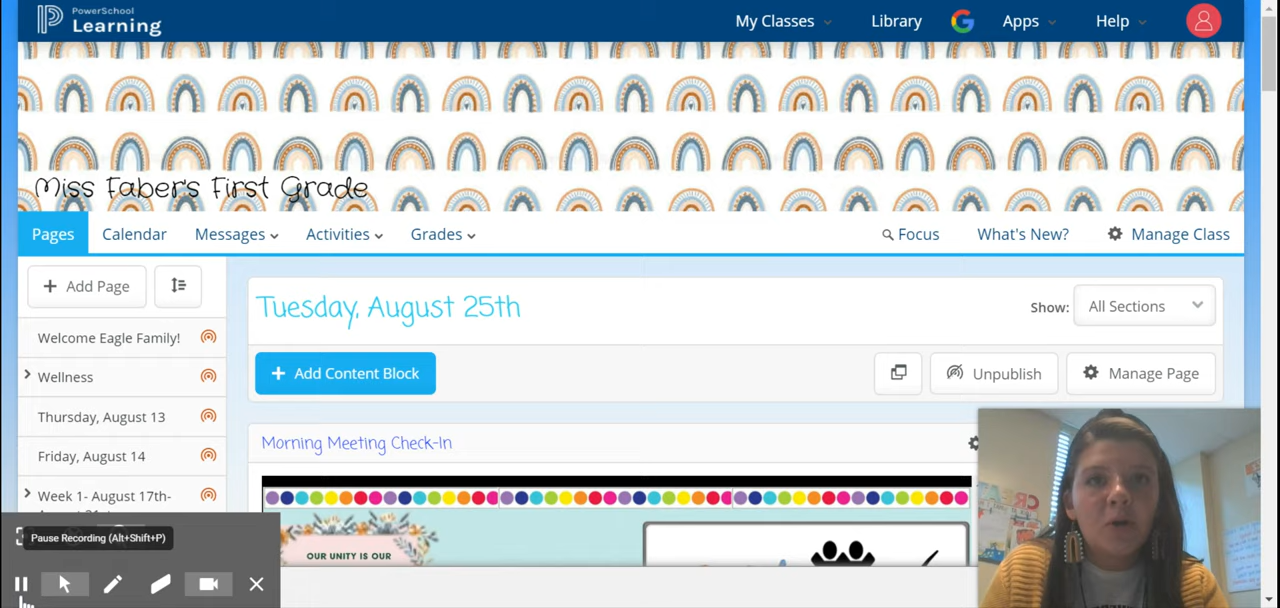 PowerSchool
Learning
My Classes
Library
Apps
Help
Miss Faber's First Grade
Pages
Calendar
Messages
Activities
Grades
Focus
What's New?
Manage Class
+ Add Page
Tuesday, August 25th
Show:
All Sections
Welcome Eagle Family!
+ Add Content Block
Unpublish
Manage Page
Wellness
Thursday, August 13
Morning Meeting Check-In
Friday, August 14
Week 1- August 17th-
Pause Recording (Alt+Shift+P)
OUR UNITY IS OUR